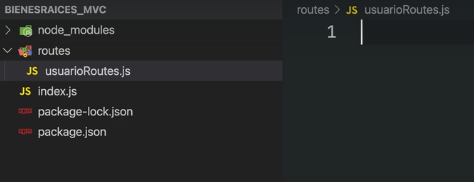 BIENESRAICES_MVC
node_modules
routes
JS usuarioRoutes.js
JS index.js
package-lock.json
package.json
routes > JS usuarioRoutes.js
1